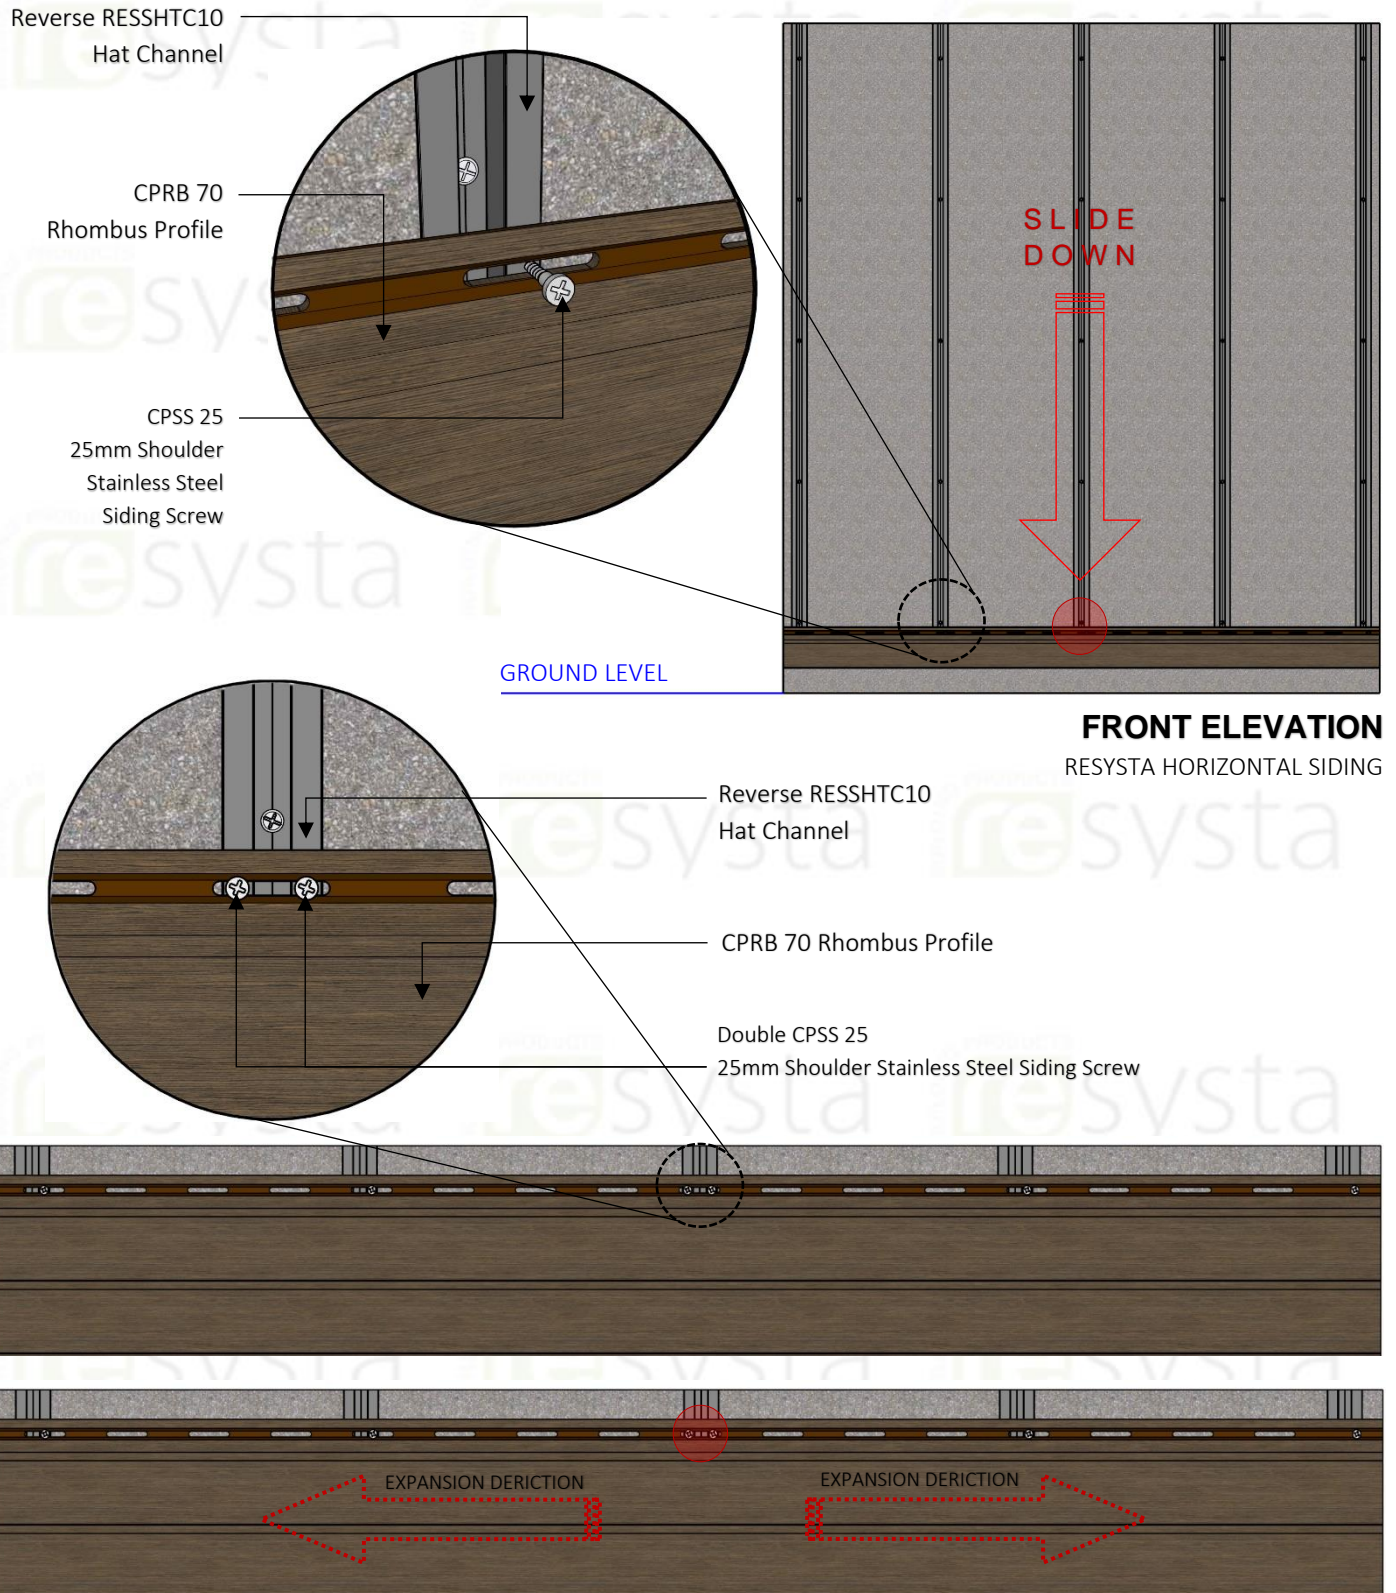 Reverse RESSHTC10
Hat Channel
CPRB 70
Rhombus Profile
CPSS 25
25mm Shoulder
Stainless Steel
Siding Screw
SLIDE
DOWN
GROUND LEVEL
FRONT ELEVATION
RESYSTA HORIZONTAL SIDING
Reverse RESSHTC10
Hat Channel
CPRB 70 Rhombus Profile
Double CPSS 25
25mm Shoulder Stainless Steel Siding Screw
EXPANSION DERICTION
EXPANSION DERICTION
resysta